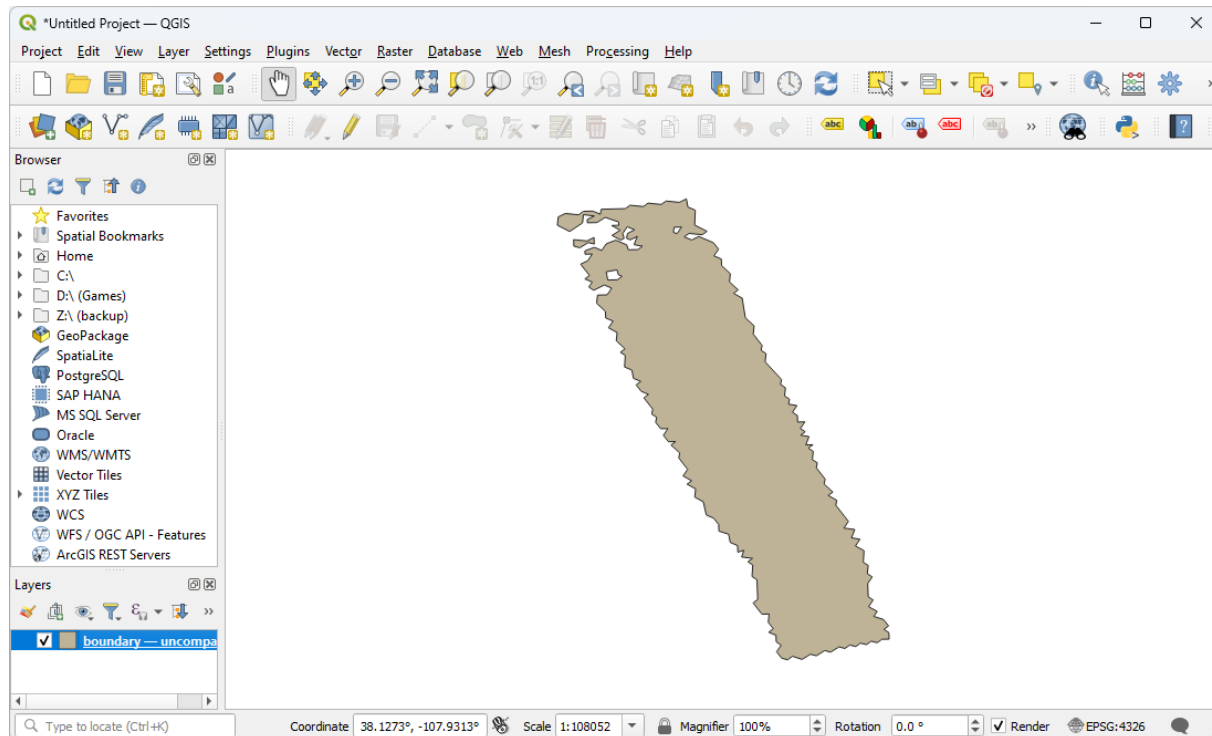 *Untitled Project — QGIS
Project Edit View Layer Settings Plugins Vector Raster Database Web Mesh Processing Help
Browser
Favorites
Spatial Bookmarks
Home
C:\
D:\ (Games)
Z:\ (backup)
GeoPackage
SpatiaLite
PostgreSQL
SAP HANA
MS SQL Server
Oracle
WMS/WMTS
Vector Tiles
XYZ Tiles
WCS
WFS / OGC API - Features
ArcGIS REST Servers
Layers
boundary — uncompa
Type to locate (Ctrl+K) Coordinate 38.1273°, -107.9313° Scale 1:108052 Magnifier 100% Rotation 0.0 ° Render EPSG:4326